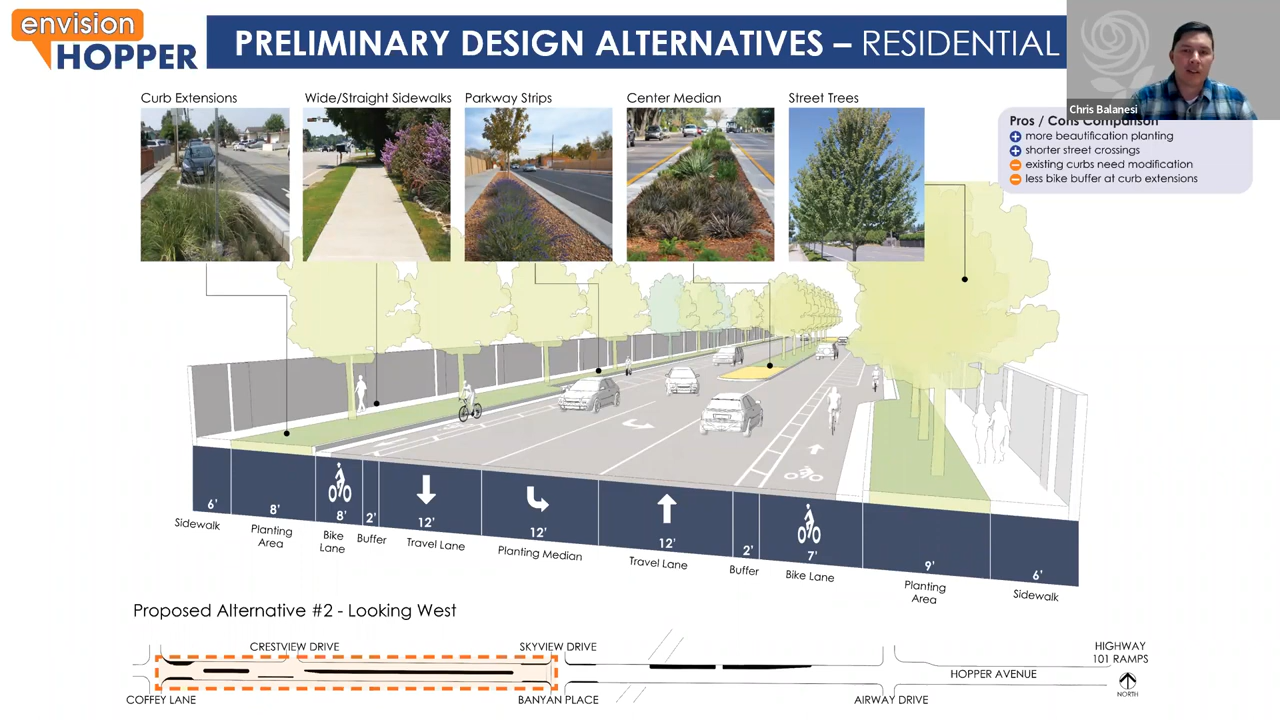 envision
HOPPER
PRELIMINARY DESIGN ALTERNATIVES – RESIDENTIAL
Chris Balanesi
Curb Extensions
Wide/Straight Sidewalks
Parkway Strips
Center Median
Street Trees
Pros / Cons Comparison
more beautification planting
shorter street crossings
existing curbs need modification
less bike buffer at curb extensions
6'
8'
8'
2'
12'
12'
12'
2'
7'
9'
6'
Sidewalk
Planting
Area
Bike
Lane
Buffer
Travel Lane
Planting Median
Travel Lane
Buffer
Bike Lane
Planting
Area
Sidewalk
Proposed Alternative #2 - Looking West
CRESTVIEW DRIVE
SKYVIEW DRIVE
HIGHWAY
101 RAMPS
HOPPER AVENUE
COFFEY LANE
BANYAN PLACE
AIRWAY DRIVE
NORTH